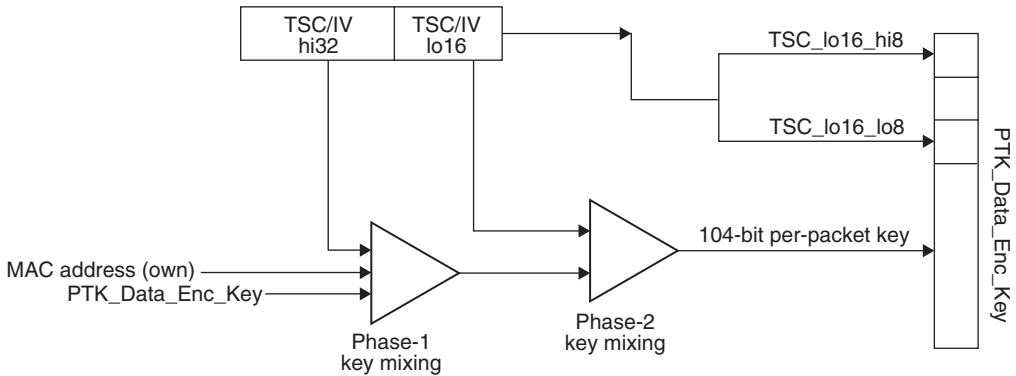 TSC/IV
hi32
TSC/IV
lo16
TSC_lo16_hi8
TSC_lo16_lo8
PTK_Data_Enc_Key
104-bit per-packet key
MAC address (own)
PTK_Data_Enc_Key
Phase-1
key mixing
Phase-2
key mixing